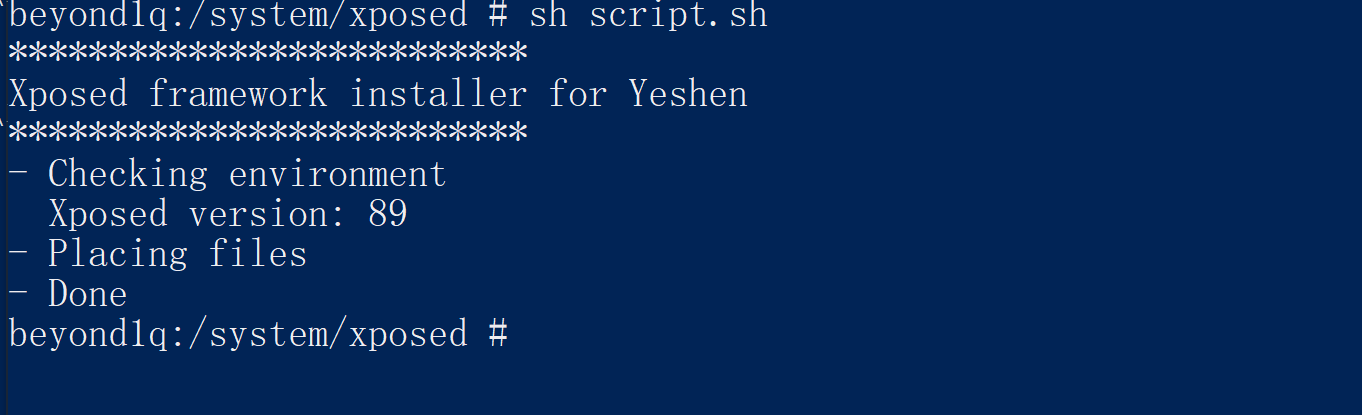 beyond1q:/system/xposed # sh script.sh
**************************
Xposed framework installer for Yeshen
**************************
- Checking environment
  Xposed version: 89
- Placing files
- Done
beyond1q:/system/xposed #